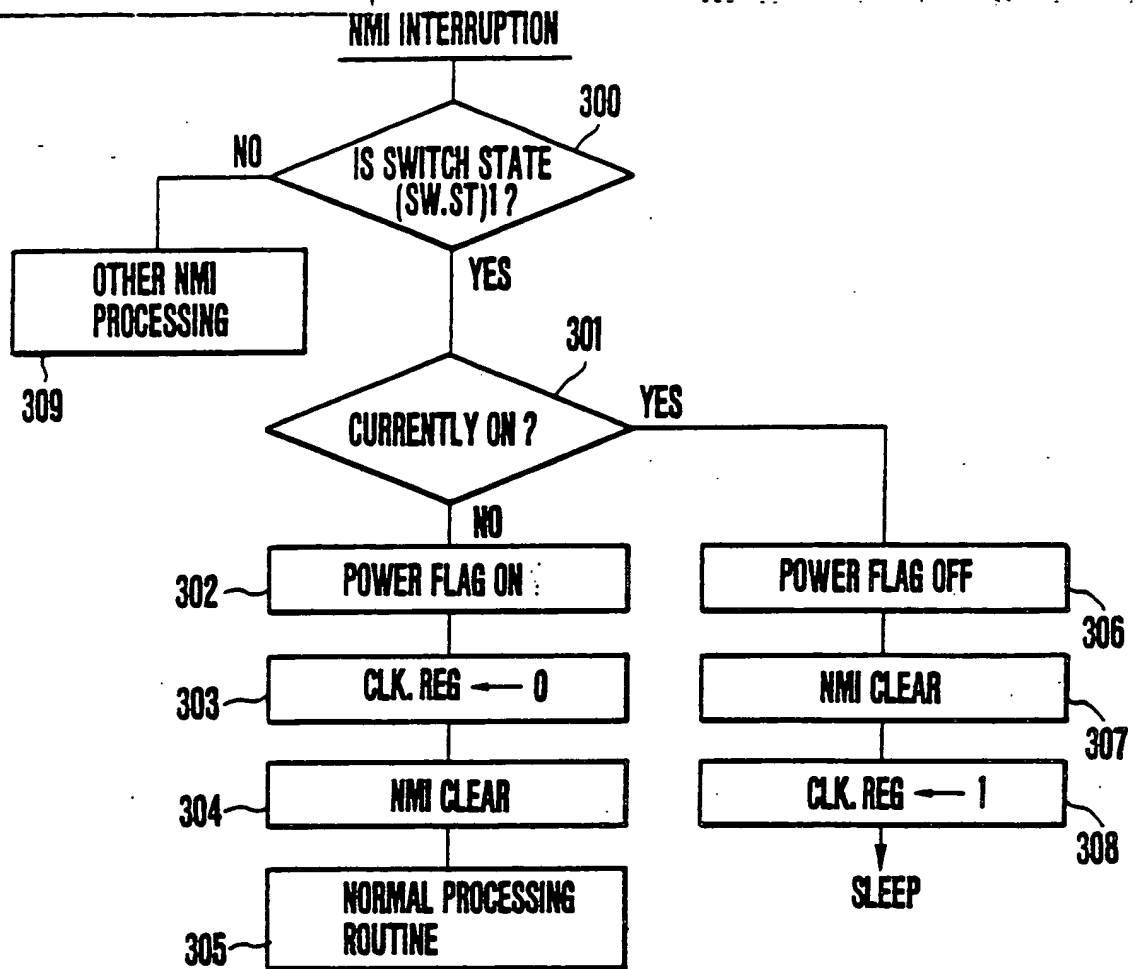 NMI INTERRUPTION
300
NO
IS SWITCH STATE
(SW.ST)1 ?
YES
OTHER NMI
PROCESSING
309
301
YES
CURRENTLY ON ?
NO
302
POWER FLAG ON
POWER FLAG OFF
306
303
CLK. REG ← 0
NMI CLEAR
307
304
NMI CLEAR
CLK. REG ← 1
308
SLEEP
305
NORMAL PROCESSING
ROUTINE